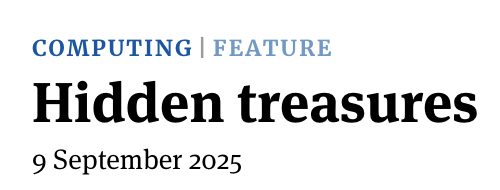 COMPUTING | FEATURE
Hidden treasures
9 September 2025